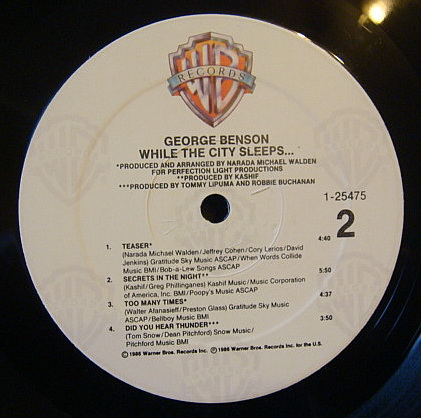 WB
RECORDS
GEORGE BENSON
WHILE THE CITY SLEEPS...
*PRODUCED AND ARRANGED BY NARADA MICHAEL WALDEN
FOR PERFECTION LIGHT PRODUCTIONS
**PRODUCED BY KASHIF
***PRODUCED BY TOMMY LIPUMA AND ROBBIE BUCHANAN
1-25475
2
1. TEASER* 4:40
(Narada Michael Walden/Jeffrey Cohen/Cory Lerios/David
Jenkins) Gratitude Sky Music ASCAP/When Words Collide
Music BMI/Bob-a-Lew Songs ASCAP
2. SECRETS IN THE NIGHT** 5:50
(Kashif/Greg Phillinganes) Kashif Music/Music Corporation
of America, Inc. BMI/Poopy's Music ASCAP
3. TOO MANY TIMES* 4:37
(Walter Afanasieff/Preston Glass) Gratitude Sky Music
ASCAP/Bellboy Music BMI
4. DID YOU HEAR THUNDER*** 3:50
(Tom Snow/Dean Pitchford) Snow Music/
Pitchford Music BMI
©1986 Warner Bros. Records Inc. ℗1986 Warner Bros. Records Inc. for the U.S.